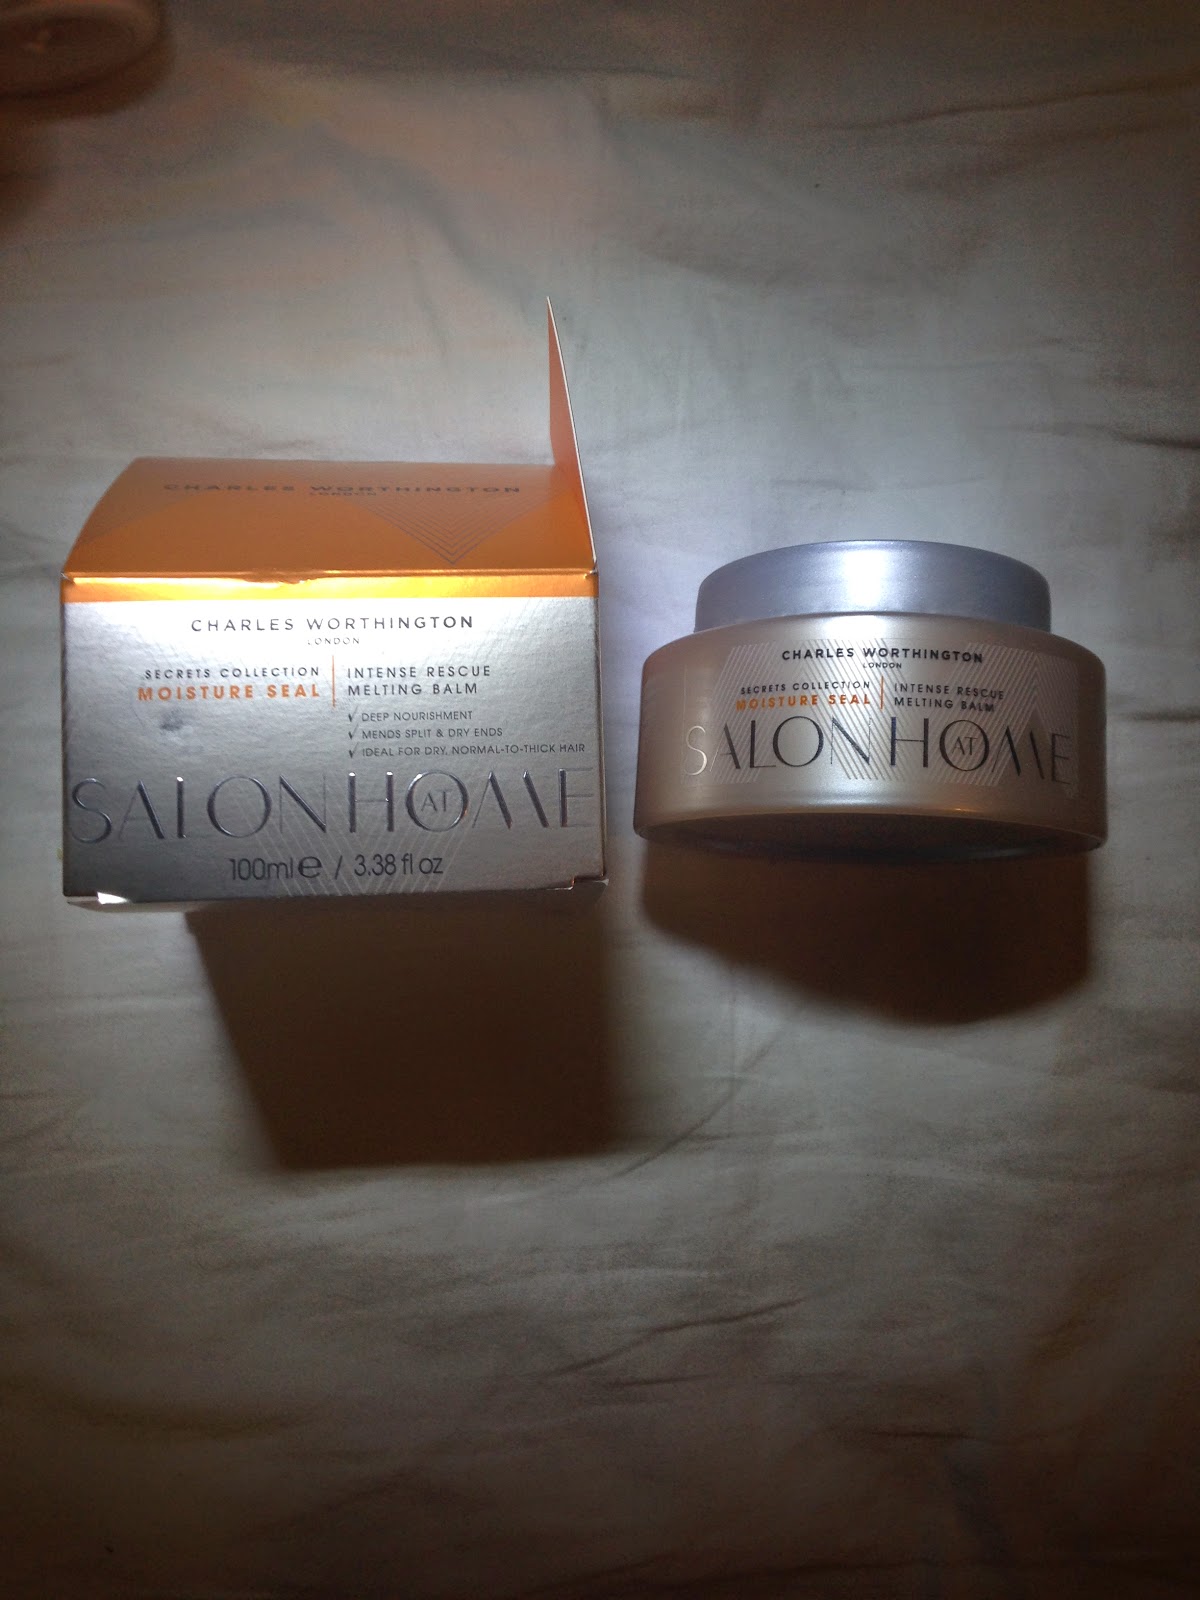 CHARLES WORTHINGTON
LONDON
CHARLES WORTHINGTON
LONDON
SECRETS COLLECTION
MOISTURE SEAL
INTENSE RESCUE
MELTING BALM
✓ DEEP NOURISHMENT
✓ MENDS SPLIT & DRY ENDS
✓ IDEAL FOR DRY, NORMAL-TO-THICK HAIR
SALON AT HOME
100ml e / 3.38 fl oz
CHARLES WORTHINGTON
LONDON
SECRETS COLLECTION
MOISTURE SEAL
INTENSE RESCUE
MELTING BALM
SALON AT HOME